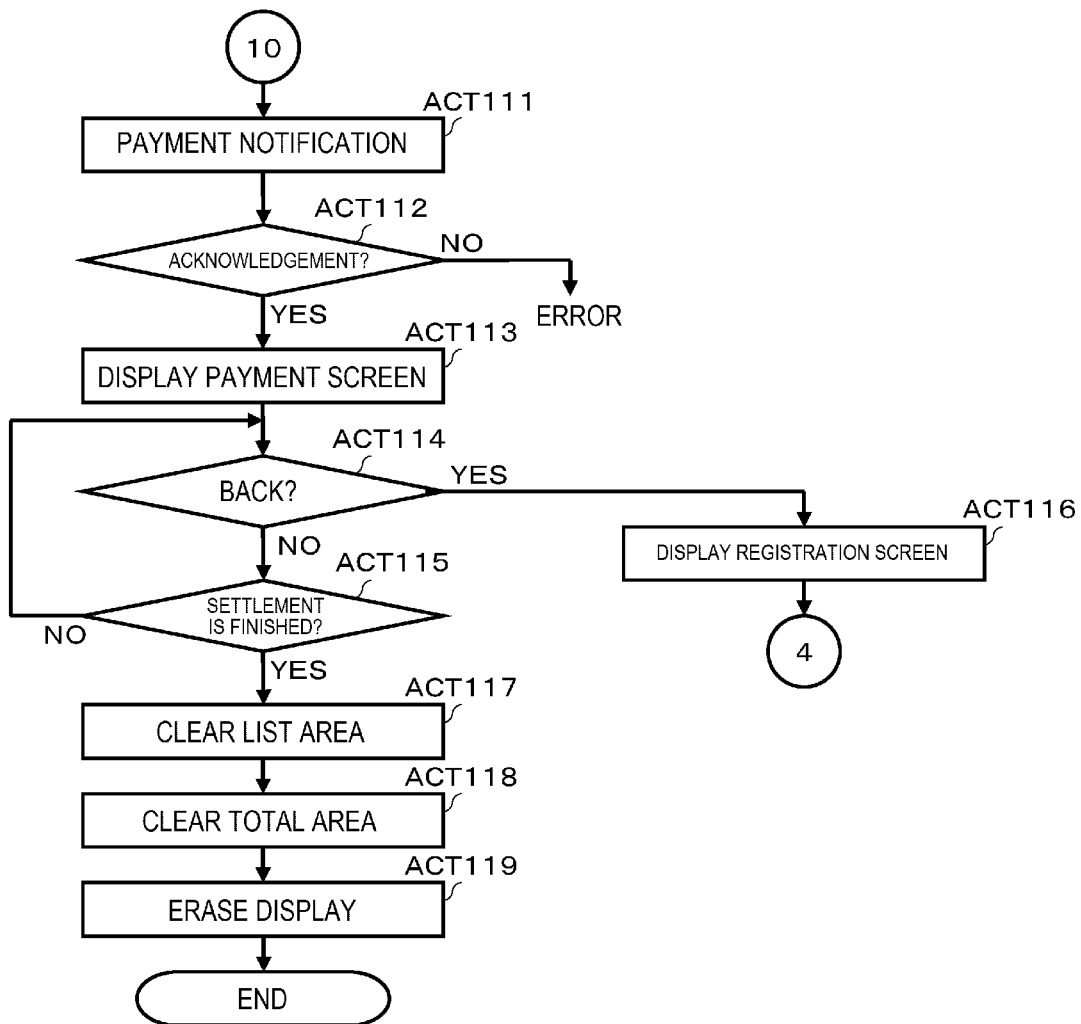 10
ACT111
PAYMENT NOTIFICATION
ACT112
ACKNOWLEDGEMENT?
NO
ERROR
YES
ACT113
DISPLAY PAYMENT SCREEN
ACT114
BACK?
YES
ACT116
DISPLAY REGISTRATION SCREEN
4
NO
ACT115
SETTLEMENT
IS FINISHED?
NO
YES
ACT117
CLEAR LIST AREA
ACT118
CLEAR TOTAL AREA
ACT119
ERASE DISPLAY
END